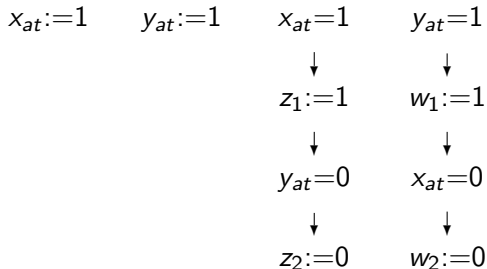 x_at:=1 y_at:=1 x_at=1 y_at=1
z_1:=1 w_1:=1
y_at=0 x_at=0
z_2:=0 w_2:=0